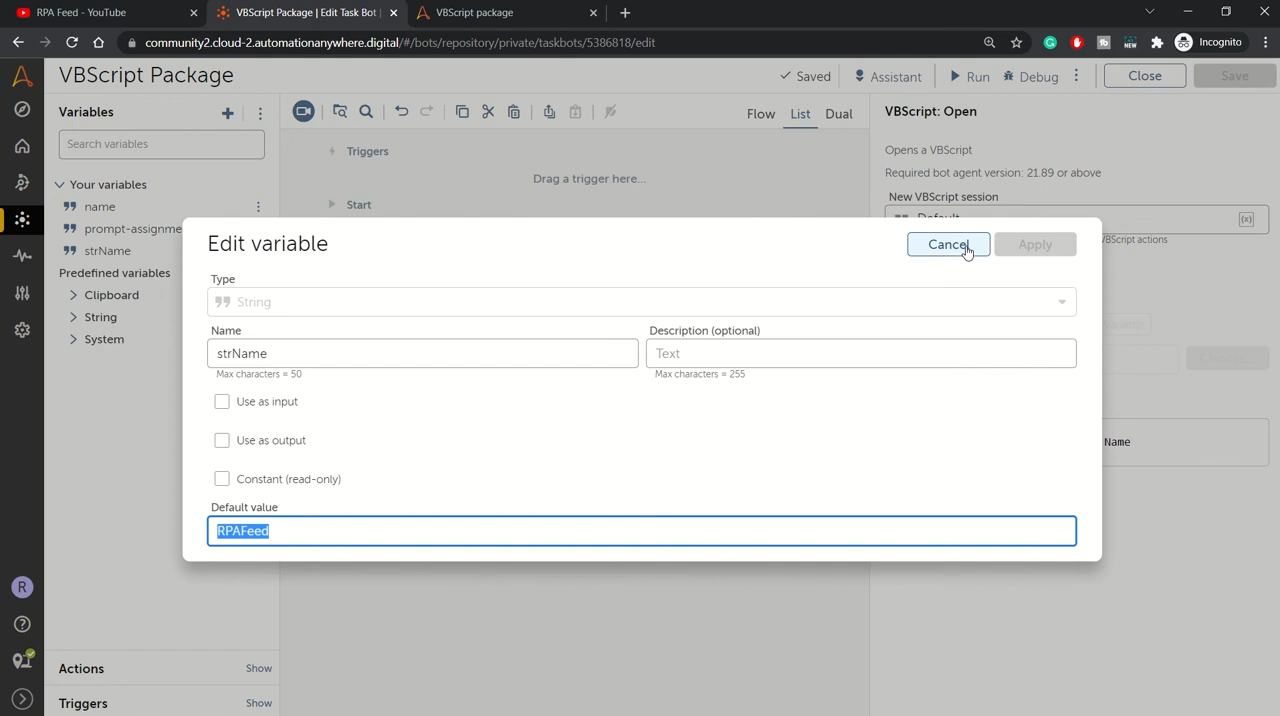 RPA Feed - YouTube
VBScript Package | Edit Task Bot |
VBScript package
community2.cloud-2.automationanywhere.digital/#/bots/repository/private/taskbots/5386818/edit
NEW
Incognito
VBScript Package
Saved
Assistant
Run
Debug
Close
Save
Variables
Search variables
Your variables
name
prompt-assignme
strName
Predefined variables
Clipboard
String
System
Flow
List
Dual
Triggers
Drag a trigger here...
Start
VBScript: Open
Opens a VBScript
Required bot agent version: 21.89 or above
New VBScript session
Default
(x)
VBScript actions
Name
Edit variable
Cancel
Apply
Type
String
Name
Description (optional)
strName
Text
Max characters = 50
Max characters = 255
Use as input
Use as output
Constant (read-only)
Default value
RPAFeed
R
Actions
Show
Triggers
Show